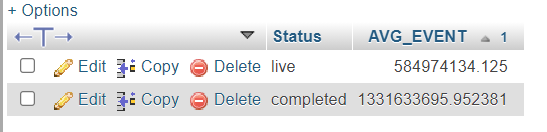 + Options
←T→ Status AVG_EVENT 1
Edit Copy Delete live 584974134.125
Edit Copy Delete completed 1331633695.952381